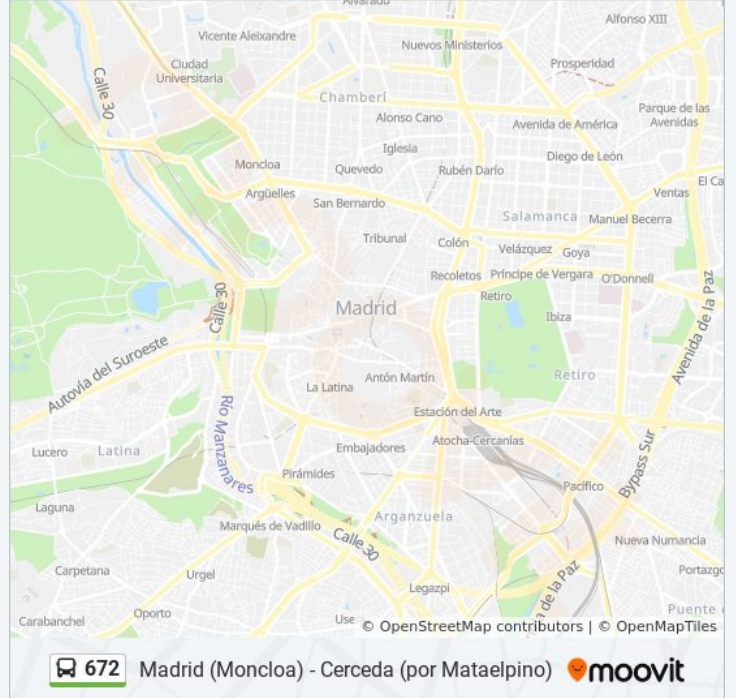 Alvarado
Alfonso XIII
Vicente Aleixandre
Nuevos Ministerios
Ciudad
Universitaria
Prosperidad
Calle 30
Chamberí
Parque de las
Avenidas
Alonso Cano
Avenida de América
Iglesia
Diego de León
Moncloa
Quevedo
Rubén Darío
El Ca
Argüelles
Ventas
San Bernardo
Salamanca
Manuel Becerra
Tribunal
Colón
Velázquez
Goya
Recoletos
Príncipe de Vergara
O'Donnell
Calle 30
Retiro
Madrid
Ibiza
Avenida de la Paz
Autovía del Suroeste
Antón Martín
Retiro
La Latina
Estación del Arte
Río Manzanares
Atocha-Cercanías
Lucero
Latina
Embajadores
Bypass Sur
Pirámides
Pacífico
Laguna
Arganzuela
Marqués de Vadillo
Calle 30
Nueva Numancia
Carpetana
Urgel
Portazgo
Legazpi
a de la Paz
Oporto
Puente
Carabanchel
Use
© OpenStreetMap contributors | © OpenMapTiles
672 Madrid (Moncloa) - Cerceda (por Mataelpino) moovit